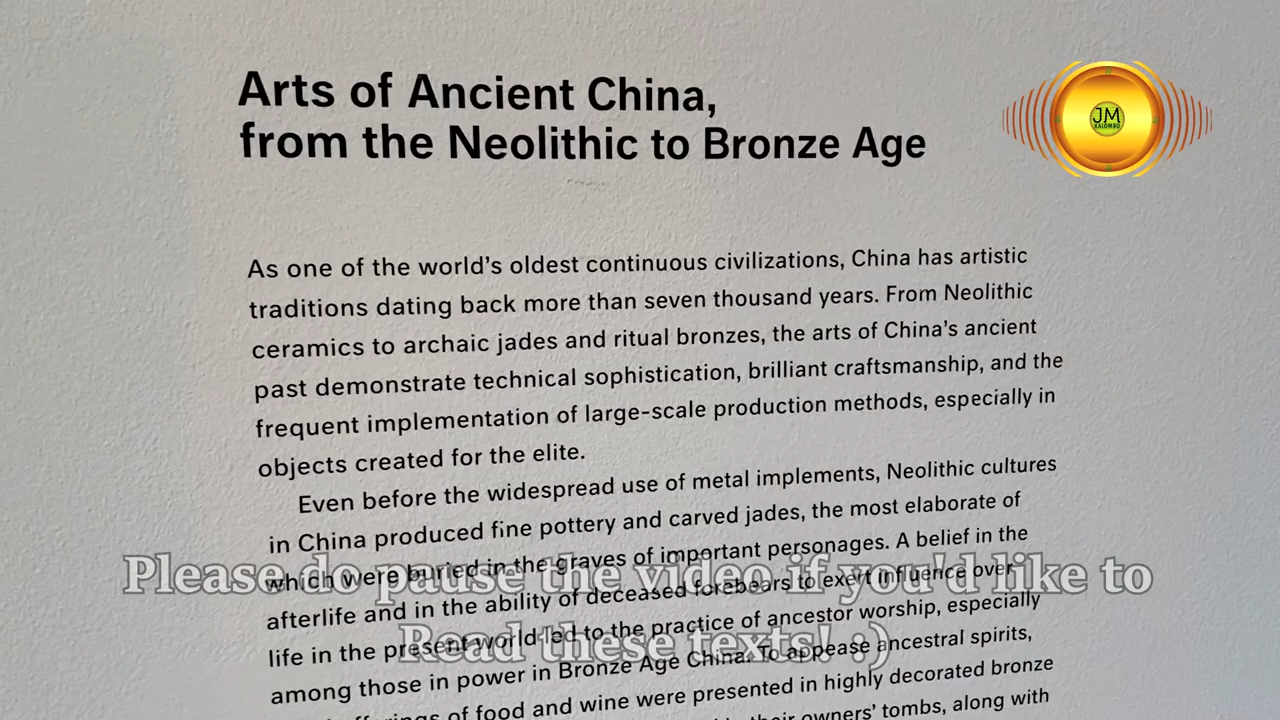 Arts of Ancient China,
from the Neolithic to Bronze Age
JM
KALOMBO
As one of the world's oldest continuous civilizations, China has artistic
traditions dating back more than seven thousand years. From Neolithic
ceramics to archaic jades and ritual bronzes, the arts of China's ancient
past demonstrate technical sophistication, brilliant craftsmanship, and the
frequent implementation of large-scale production methods, especially in
objects created for the elite.
Even before the widespread use of metal implements, Neolithic cultures
in China produced fine pottery and carved jades, the most elaborate of
which were buried in the graves of important personages. A belief in the
afterlife and in the ability of deceased forebears to exert influence over
life in the present world led to the practice of ancestor worship, especially
among those in power in Bronze Age China. To appease ancestral spirits,
of food and wine were presented in highly decorated bronze
their owners' tombs, along with
Please do pause the video if you'd like to
Read these texts! :)